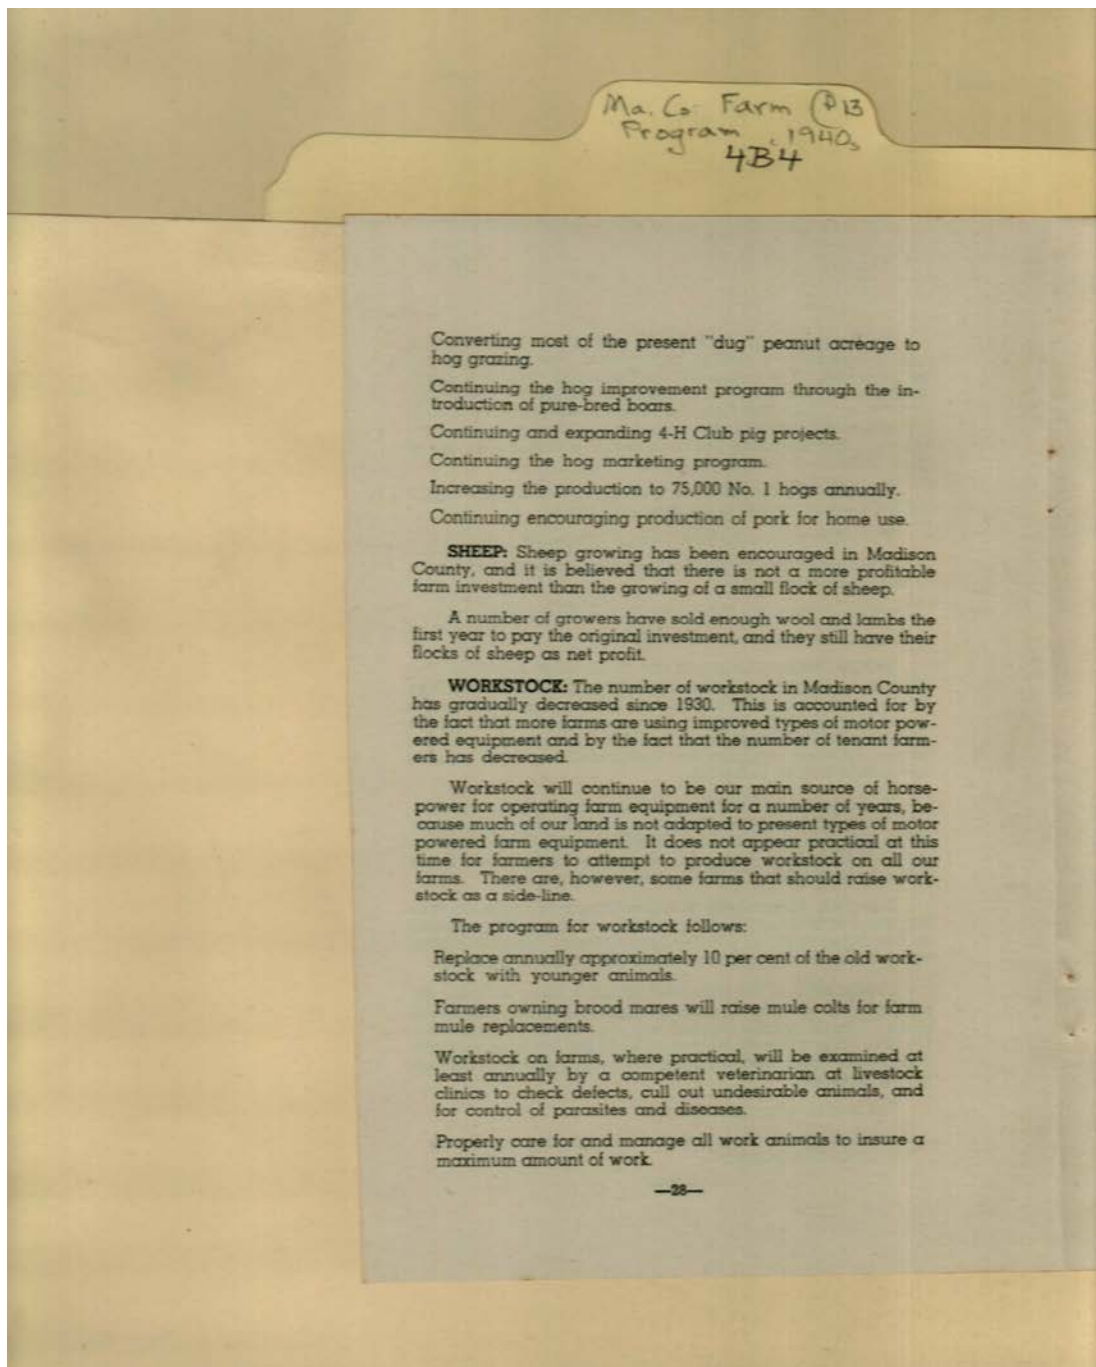 Ma. Co Farm P13
Program, 1940s
4B4
Converting most of the present "dug" peanut acreage to
hog grazing.
Continuing the hog improvement program through the in-
troduction of pure-bred boars.
Continuing and expanding 4-H Club pig projects.
Continuing the hog marketing program.
Increasing the production to 75,000 No. 1 hogs annually.
Continuing encouraging production of pork for home use.
SHEEP: Sheep growing has been encouraged in Madison
County, and it is believed that there is not a more profitable
farm investment than the growing of a small flock of sheep.
A number of growers have sold enough wool and lambs the
first year to pay the original investment, and they still have their
flocks of sheep as net profit.
WORKSTOCK: The number of workstock in Madison County
has gradually decreased since 1930. This is accounted for by
the fact that more farms are using improved types of motor pow-
ered equipment and by the fact that the number of tenant farm-
ers has decreased.
Workstock will continue to be our main source of horse-
power for operating farm equipment for a number of years, be-
cause much of our land is not adapted to present types of motor
powered farm equipment. It does not appear practical at this
time for farmers to attempt to produce workstock on all our
farms. There are, however, some farms that should raise work-
stock as a side-line.
The program for workstock follows:
Replace annually approximately 10 per cent of the old work-
stock with younger animals.
Farmers owning brood mares will raise mule colts for farm
mule replacements.
Workstock on farms, where practical, will be examined at
least annually by a competent veterinarian at livestock
clinics to check defects, cull out undesirable animals, and
for control of parasites and diseases.
Properly care for and manage all work animals to insure a
maximum amount of work.
—28—